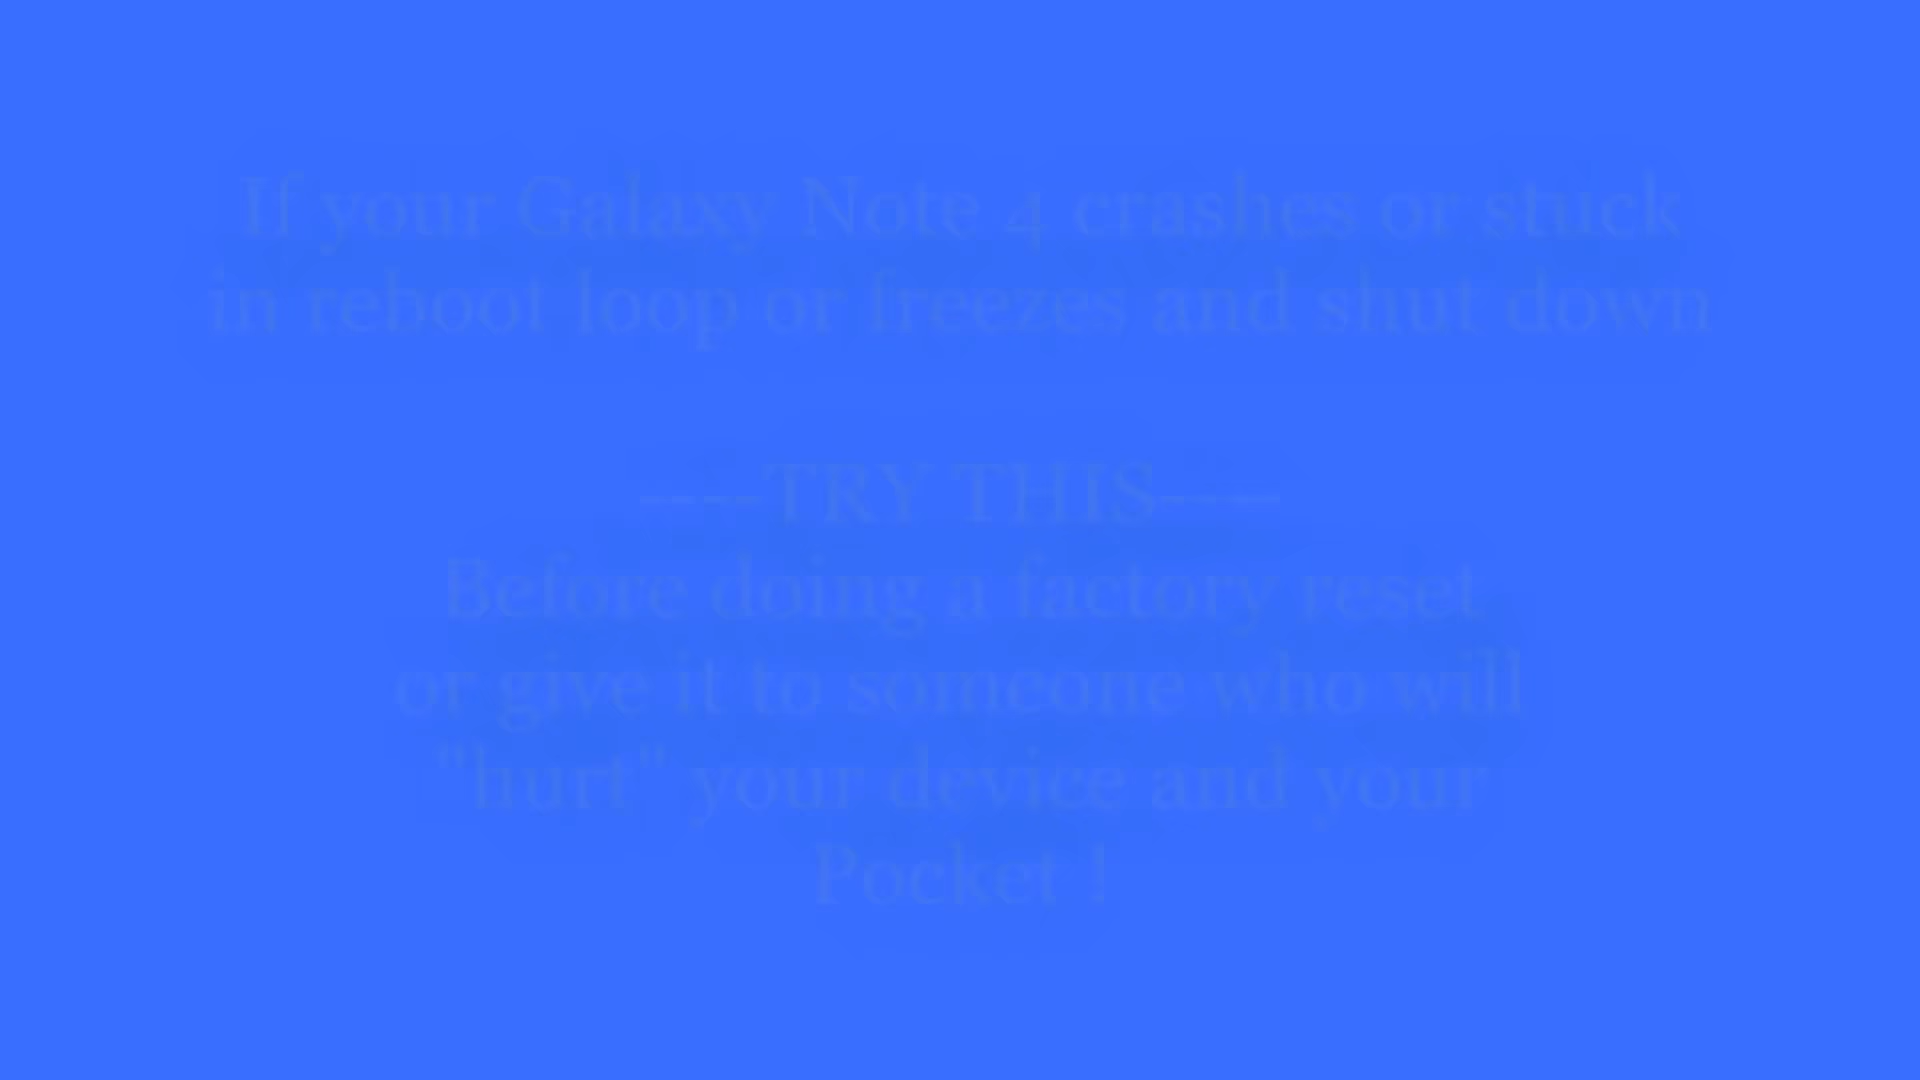 If your Galaxy Note 4 crashes or stuck
in reboot loop or freezes and shut down
----TRY THIS----
Before doing a factory reset
or give it to someone who will
"hurt" your device and your
Pocket !